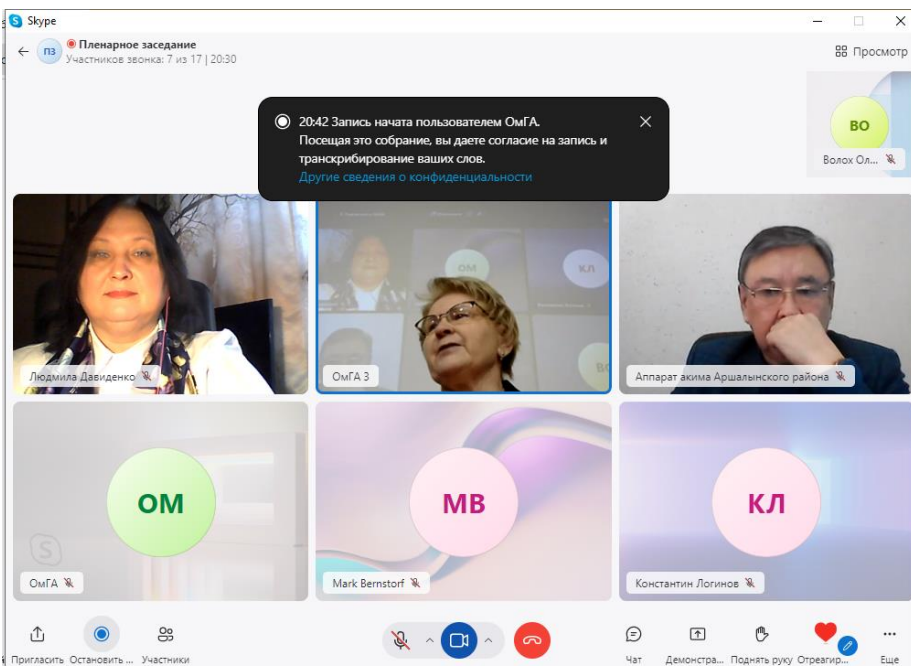 Skype
ПЗ
Пленарное заседание
Участников звонка: 7 из 17 | 20:30
Просмотр
20:42 Запись начата пользователем ОмГА.
Посещая это собрание, вы даете согласие на запись и
транскрибирование ваших слов.
Другие сведения о конфиденциальности
ВО
Волох Ол...
ОМ
КЛ
Людмила Давиденко
ОмГА 3
Аппарат акима Аршалынского района
ОМ
MB
КЛ
ОмГА
Mark Bernstorf
Константин Логинов
Пригласить
Остановить ...
Участники
Чат
Демонстра...
Поднять руку
Отреагир...
Еще